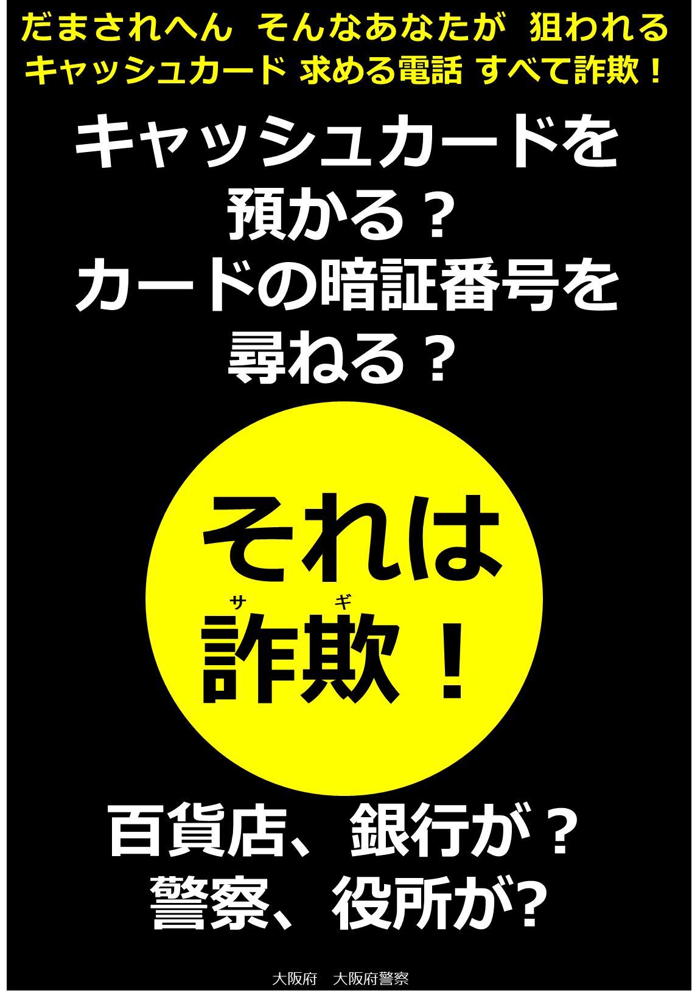 だまされへん そんなあなたが 狙われる
キャッシュカード 求める電話 すべて詐欺！
キャッシュカードを
預かる？
カードの暗証番号を
尋ねる？
それは
サ ギ
詐欺！
百貨店、銀行が？
警察、役所が?
大阪府　大阪府警察